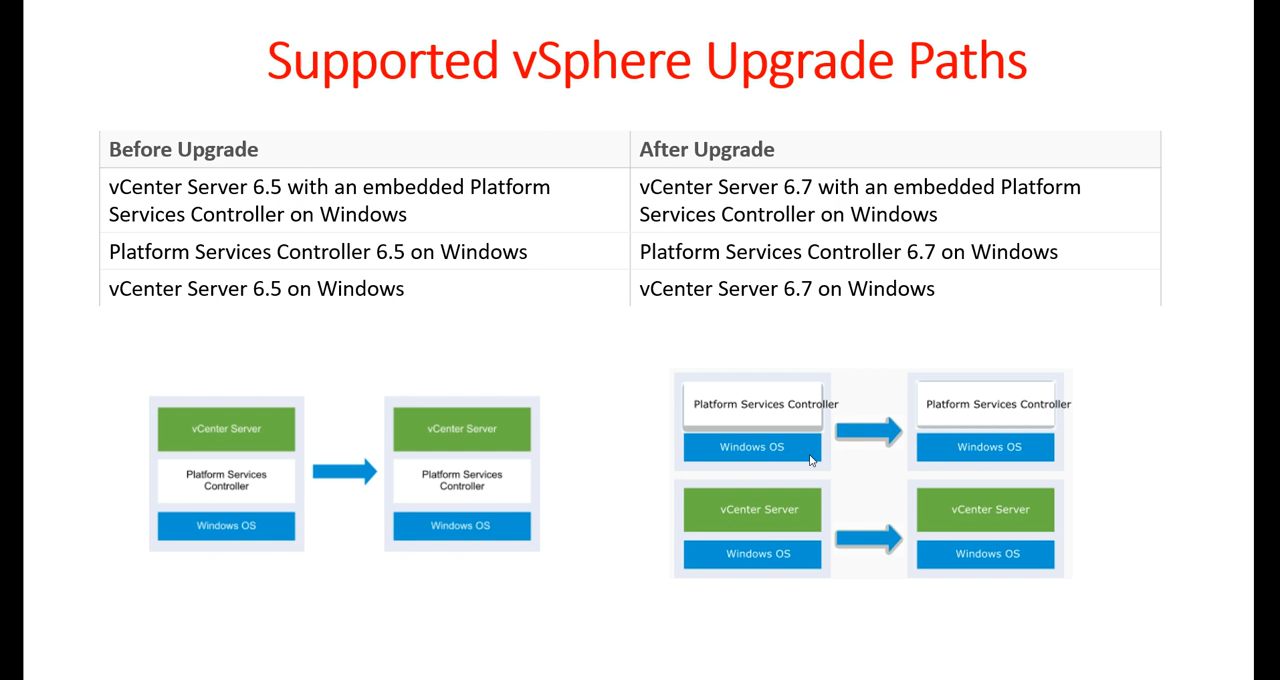 Supported vSphere Upgrade Paths
Before Upgrade
After Upgrade
vCenter Server 6.5 with an embedded Platform
Services Controller on Windows
vCenter Server 6.7 with an embedded Platform
Services Controller on Windows
Platform Services Controller 6.5 on Windows
Platform Services Controller 6.7 on Windows
vCenter Server 6.5 on Windows
vCenter Server 6.7 on Windows
vCenter Server
Platform Services
Controller
Windows OS
vCenter Server
Platform Services
Controller
Windows OS
Platform Services Controller
Windows OS
Platform Services Controller
Windows OS
vCenter Server
Windows OS
vCenter Server
Windows OS